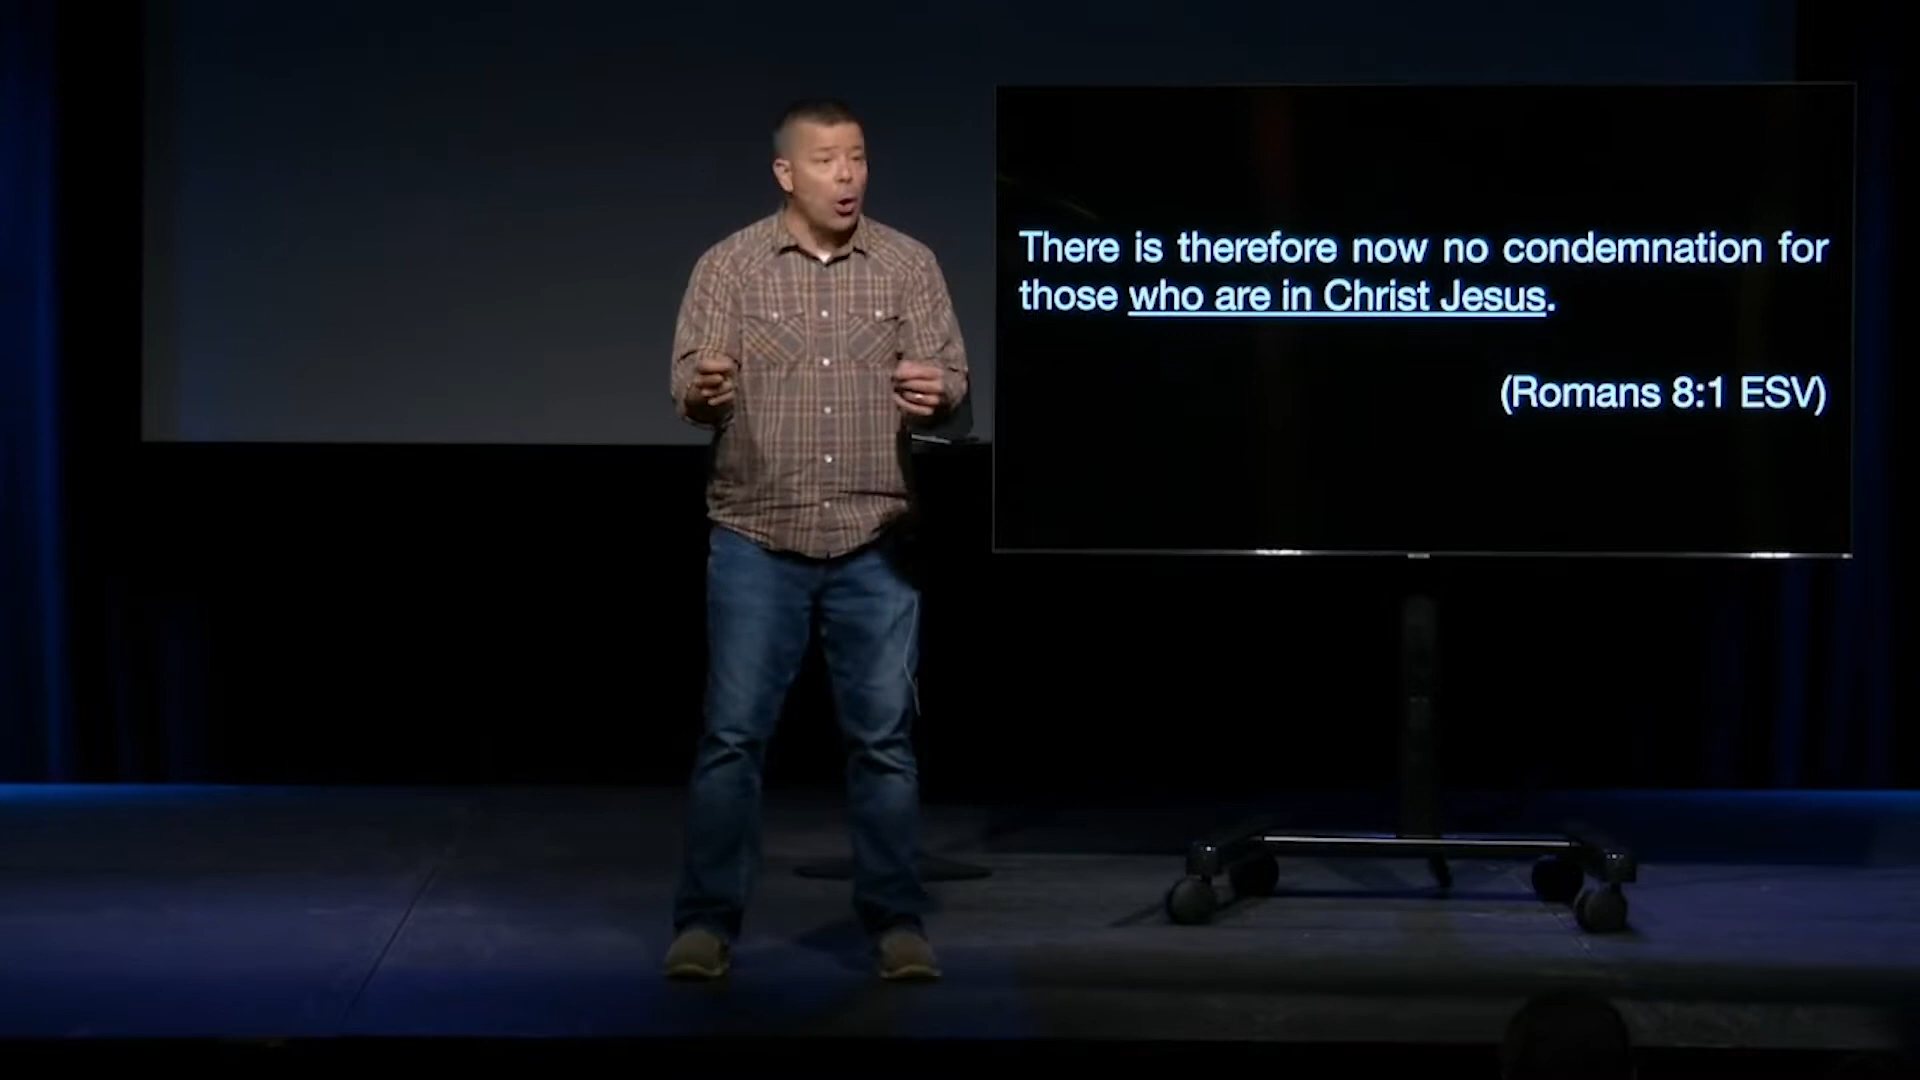 There is therefore now no condemnation for
those who are in Christ Jesus.
(Romans 8:1 ESV)